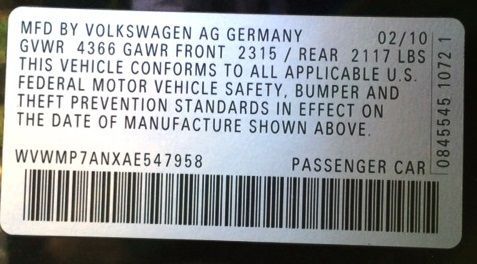 MFD BY VOLKSWAGEN AG GERMANY 02/10
GVWR 4366 GAWR FRONT 2315 / REAR 2117 LBS
THIS VEHICLE CONFORMS TO ALL APPLICABLE U.S.
FEDERAL MOTOR VEHICLE SAFETY, BUMPER AND
THEFT PREVENTION STANDARDS IN EFFECT ON
THE DATE OF MANUFACTURE SHOWN ABOVE.
WVWMP7ANXAE547958 PASSENGER CAR
0845545 10721